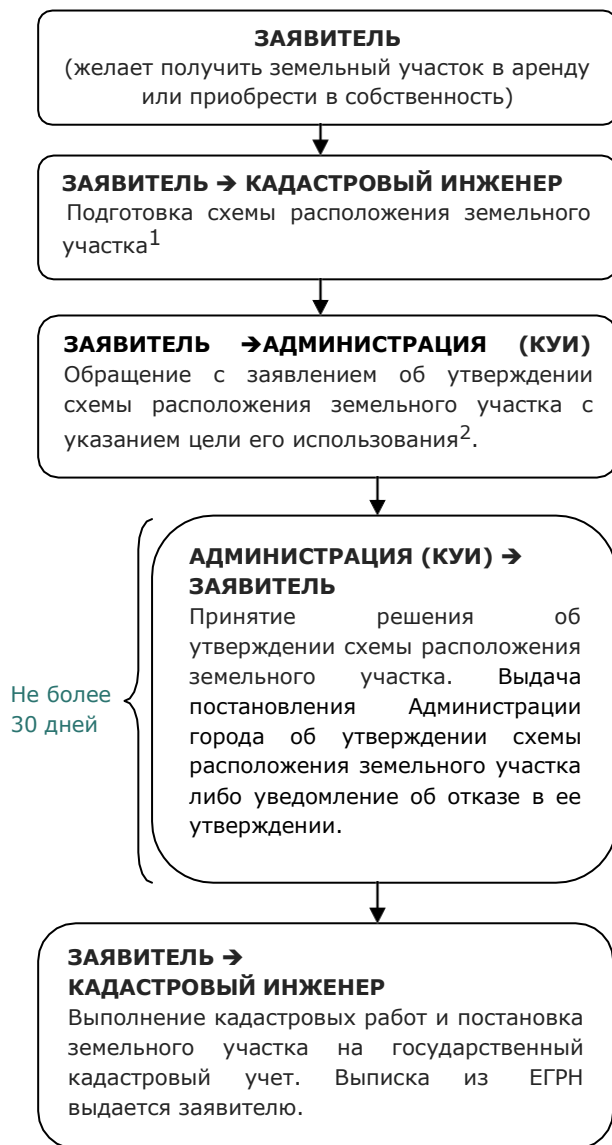 ЗАЯВИТЕЛЬ
(желает получить земельный участок в аренду
или приобрести в собственность)
ЗАЯВИТЕЛЬ → КАДАСТРОВЫЙ ИНЖЕНЕР
Подготовка схемы расположения земельного
участка1
ЗАЯВИТЕЛЬ →АДМИНИСТРАЦИЯ (КУИ)
Обращение с заявлением об утверждении
схемы расположения земельного участка с
указанием цели его использования2.
Не более
30 дней
АДМИНИСТРАЦИЯ (КУИ) →
ЗАЯВИТЕЛЬ
Принятие решения об
утверждении схемы расположения
земельного участка. Выдача
постановления Администрации
города об утверждении схемы
расположения земельного участка
либо уведомление об отказе в ее
утверждении.
ЗАЯВИТЕЛЬ →
КАДАСТРОВЫЙ ИНЖЕНЕР
Выполнение кадастровых работ и постановка
земельного участка на государственный
кадастровый учет. Выписка из ЕГРН
выдается заявителю.